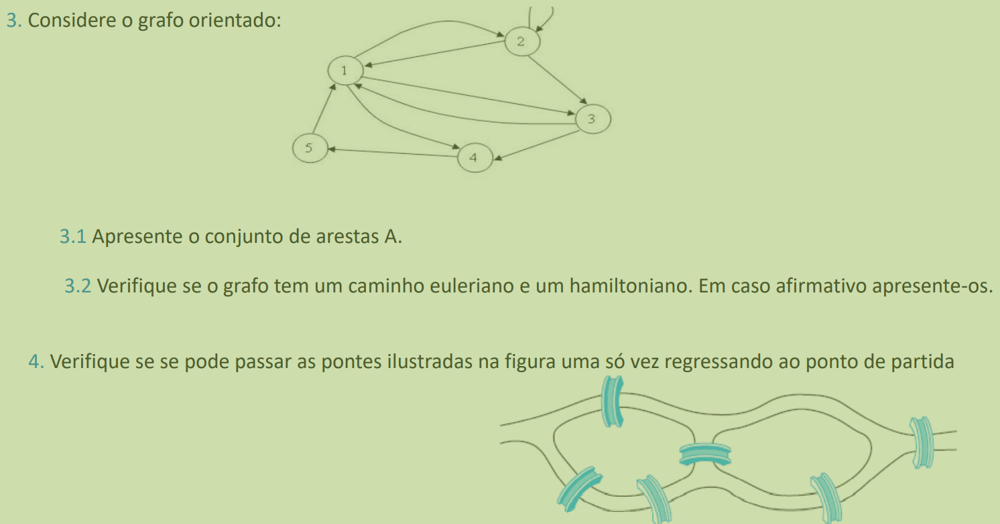 3. Considere o grafo orientado:
2
1
3
5
4
3.1 Apresente o conjunto de arestas A.
3.2 Verifique se o grafo tem um caminho euleriano e um hamiltoniano. Em caso afirmativo apresente-os.
4. Verifique se se pode passar as pontes ilustradas na figura uma só vez regressando ao ponto de partida